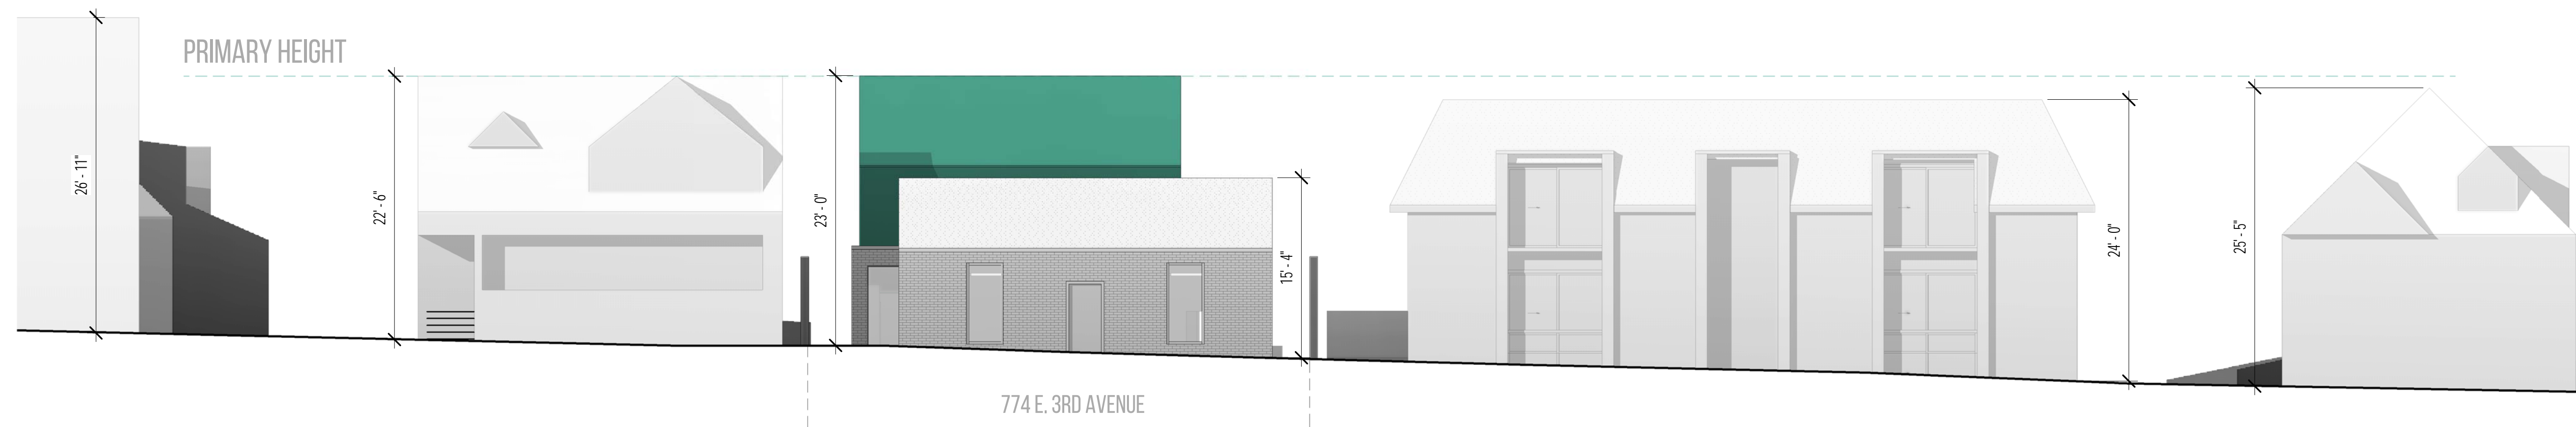 PRIMARY HEIGHT
26' - 11"
22' - 6"
23' - 0"
15' - 4"
24' - 0"
25' - 5"
774 E. 3RD AVENUE